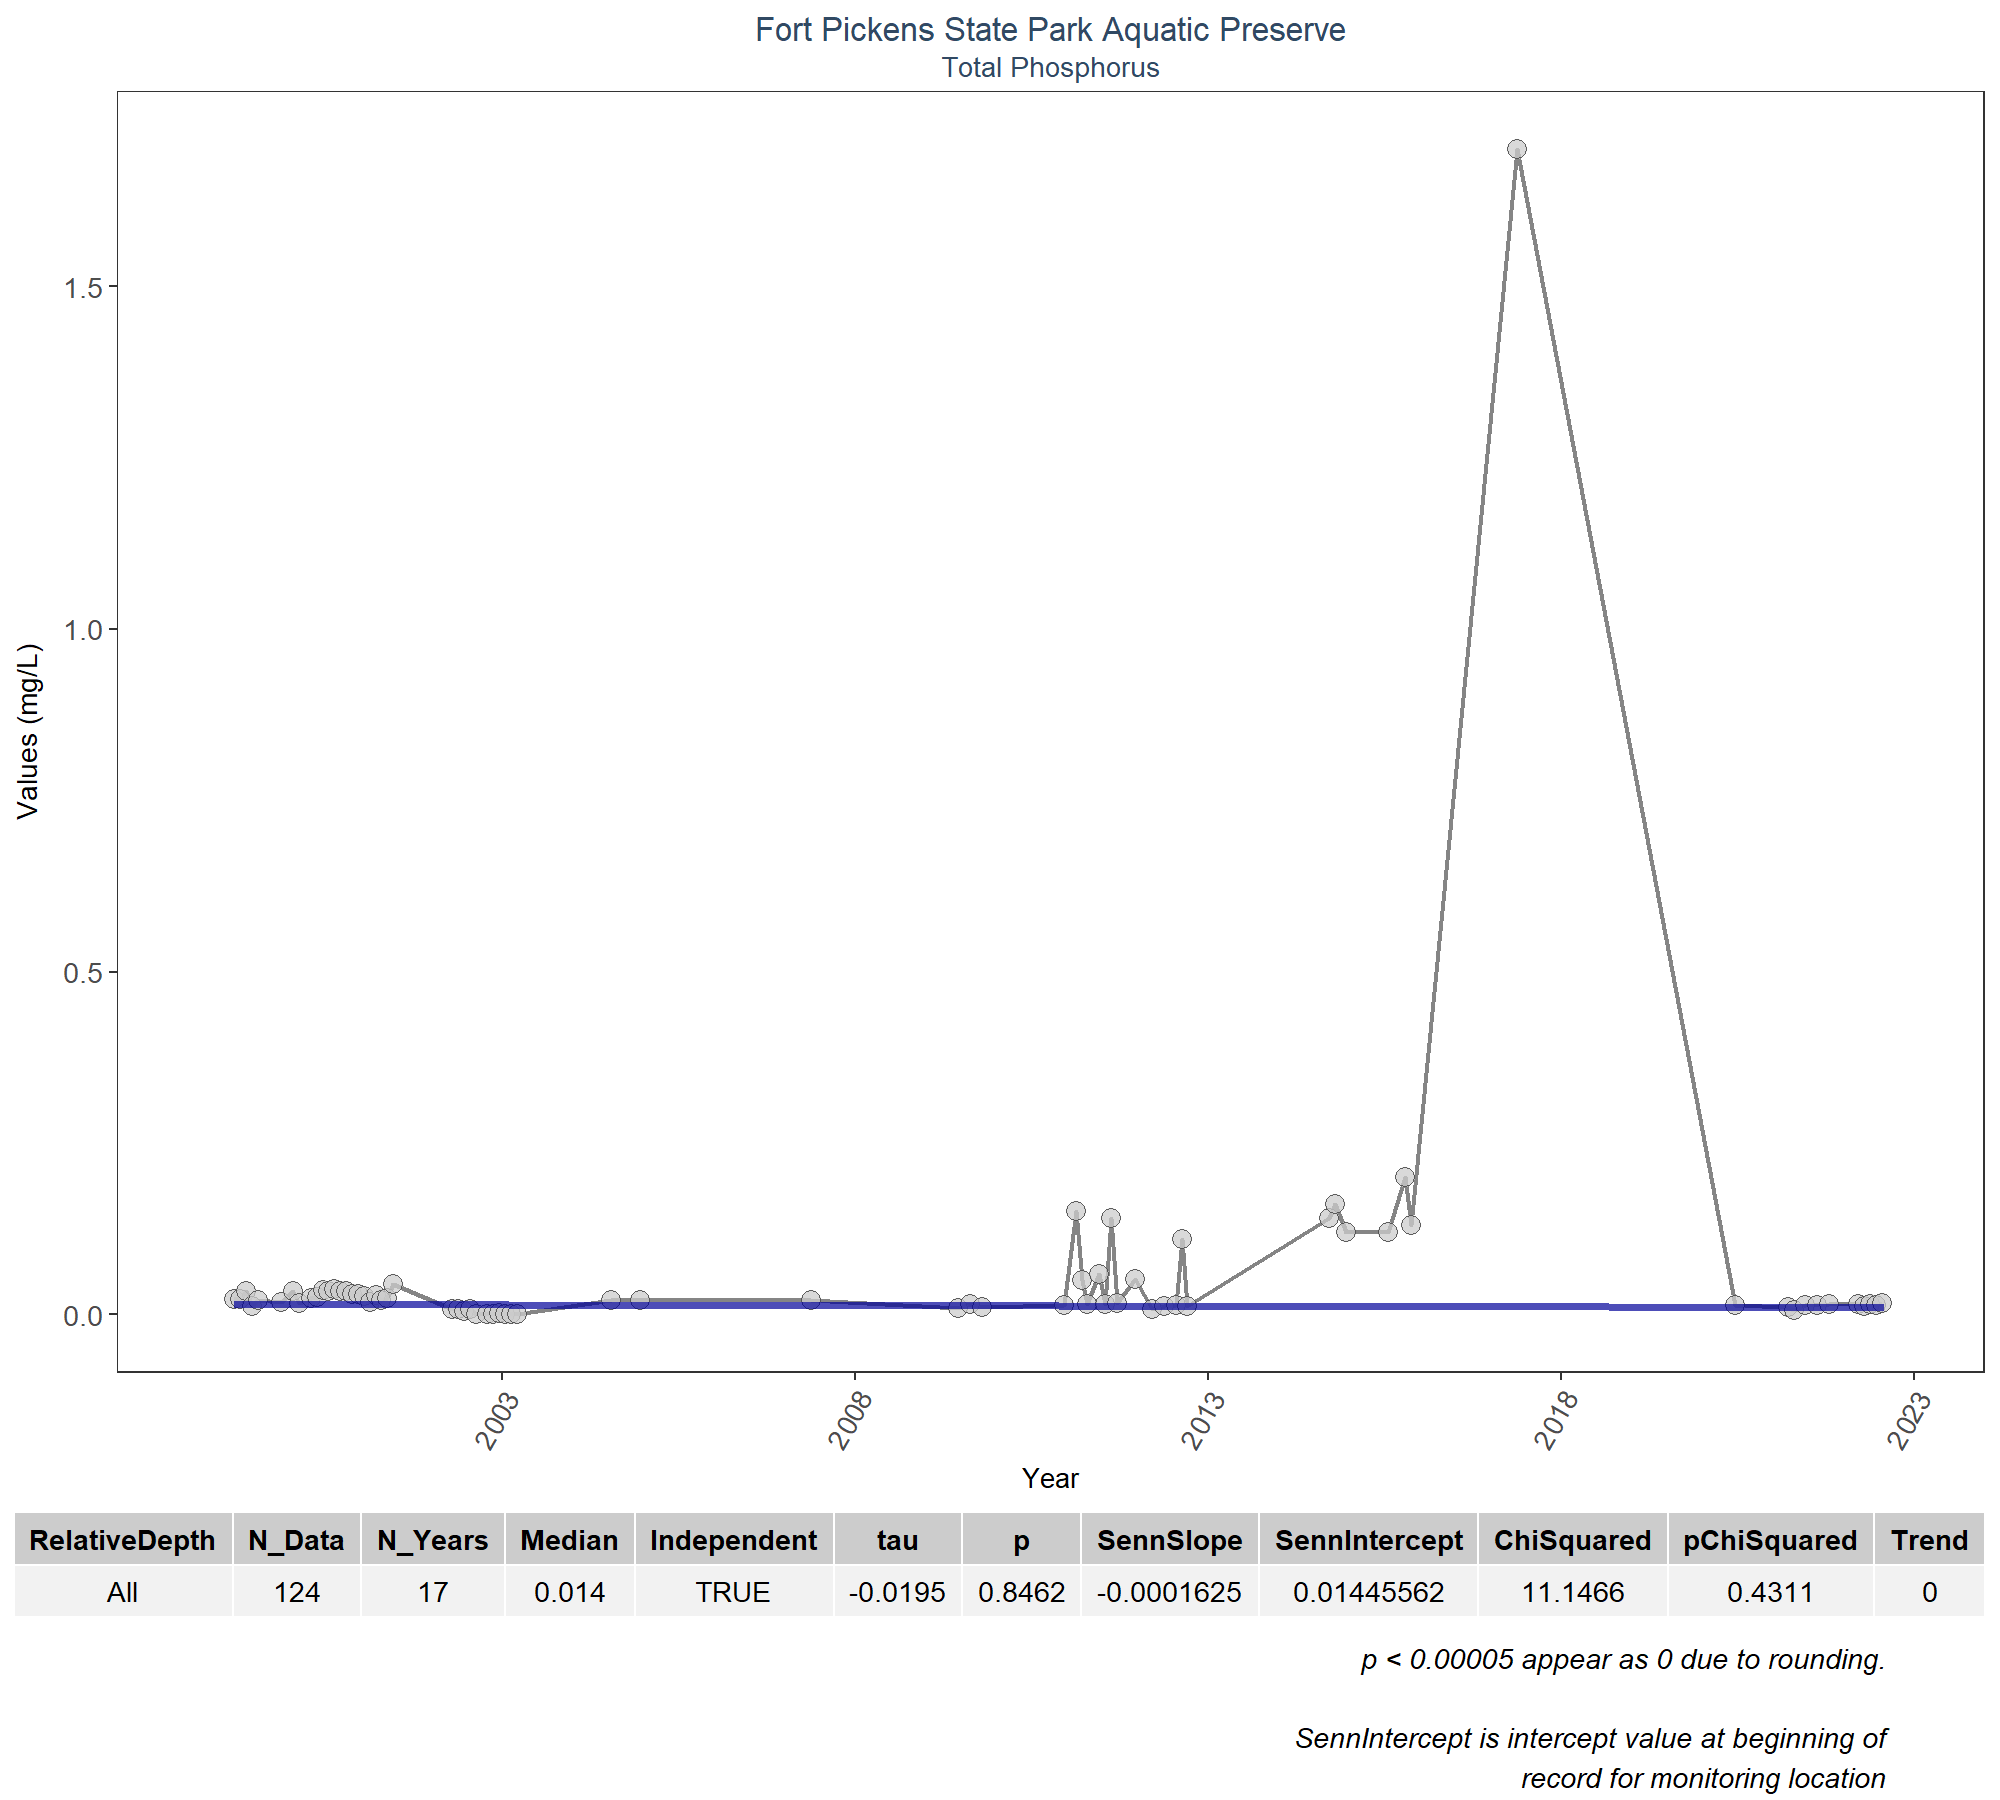 Fort Pickens State Park Aquatic Preserve
Total Phosphorus
Values (mg/L)
1.5
1.0
0.5
0.0
2003 2008 2013 2018 2023
Year
RelativeDepth N_Data N_Years Median Independent tau p SennSlope SennIntercept ChiSquared pChiSquared Trend
All 124 17 0.014 TRUE -0.0195 0.8462 -0.0001625 0.01445562 11.1466 0.4311 0
p < 0.00005 appear as 0 due to rounding.
SennIntercept is intercept value at beginning of
record for monitoring location